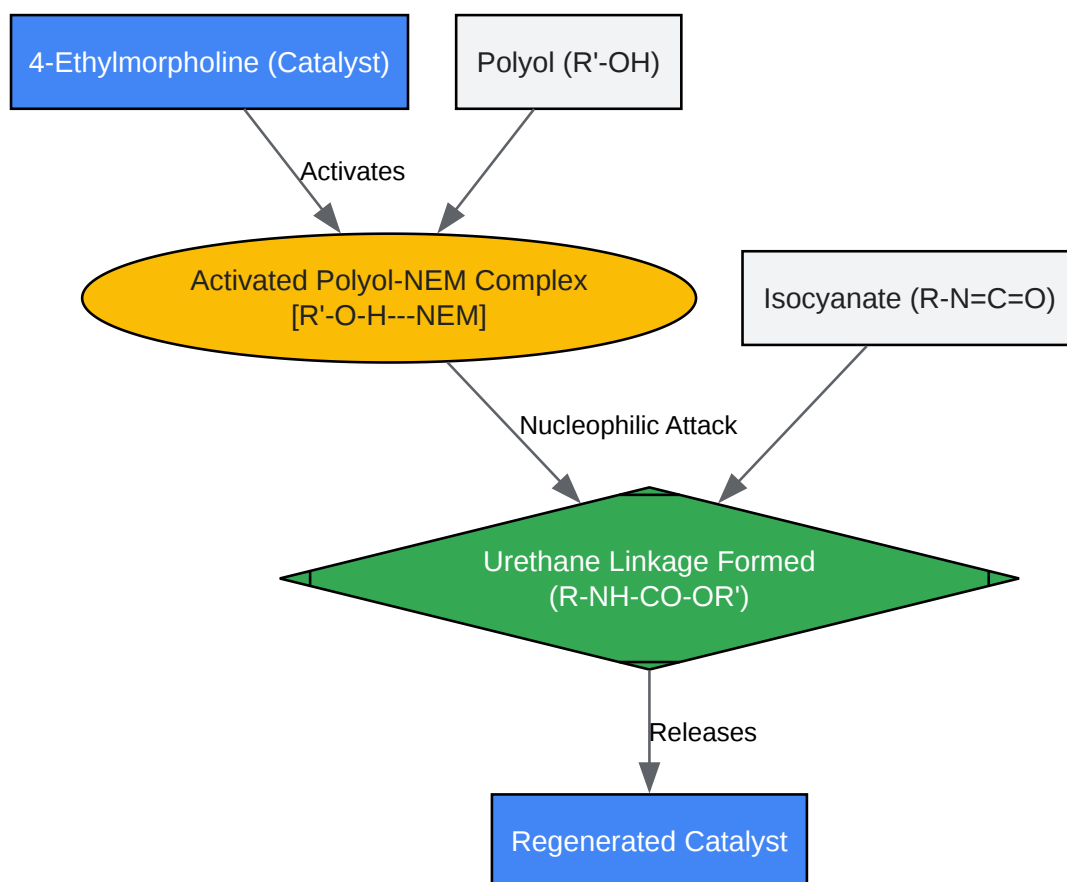 4-Ethylmorpholine (Catalyst)
Polyol (R'-OH)
Activates
Activated Polyol-NEM Complex
[R'-O-H---NEM]
Isocyanate (R-N=C=O)
Nucleophilic Attack
Urethane Linkage Formed
(R-NH-CO-OR')
Releases
Regenerated Catalyst